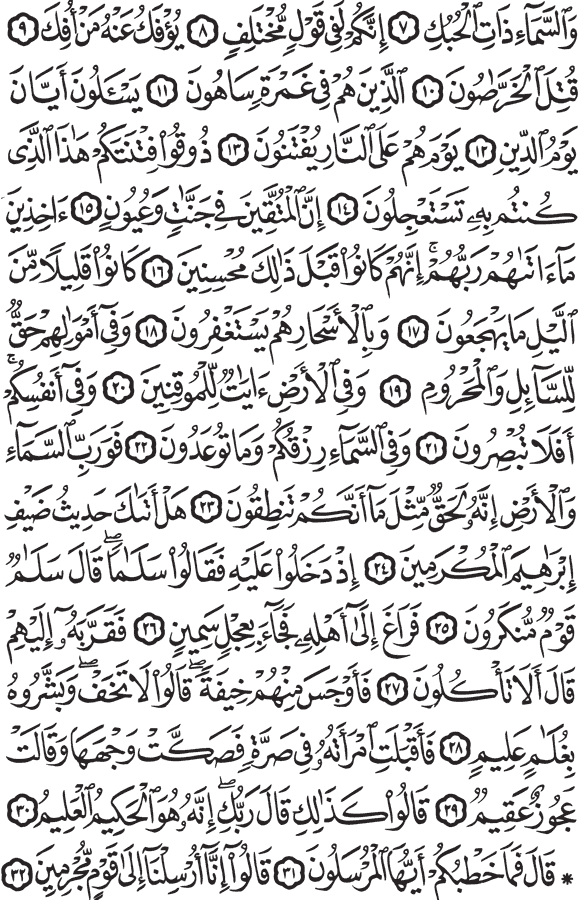 وَٱلسَّمَآءِ ذَاتِ ٱلْحُبُكِ ٧ إِنَّكُمْ لَفِى قَوْلٍ مُّخْتَلِفٍ ٨ يُؤْفَكُ عَنْهُ مَنْ أُفِكَ ٩
قُتِلَ ٱلْخَرَّٰصُونَ ١٠ ٱلَّذِينَ هُمْ فِى غَمْرَةٍ سَاهُونَ ١١ يَسْـَٔلُونَ أَيَّانَ
يَوْمُ ٱلدِّينِ ١٢ يَوْمَ هُمْ عَلَى ٱلنَّارِ يُفْتَنُونَ ١٣ ذُوقُوا۟ فِتْنَتَكُمْ هَٰذَا ٱلَّذِى
كُنتُم بِهِۦ تَسْتَعْجِلُونَ ١٤ إِنَّ ٱلْمُتَّقِينَ فِى جَنَّٰتٍ وَعُيُونٍ ١٥ ءَاخِذِينَ
مَآ ءَاتَىٰهُمْ رَبُّهُمْ ۚ إِنَّهُمْ كَانُوا۟ قَبْلَ ذَٰلِكَ مُحْسِنِينَ ١٦ كَانُوا۟ قَلِيلًا مِّنَ
ٱلَّيْلِ مَا يَهْجَعُونَ ١٧ وَبِٱلْأَسْحَارِ هُمْ يَسْتَغْفِرُونَ ١٨ وَفِىٓ أَمْوَٰلِهِمْ حَقٌّ
لِّلسَّآئِلِ وَٱلْمَحْرُومِ ١٩ وَفِى ٱلْأَرْضِ ءَايَٰتٌ لِّلْمُوقِنِينَ ٢٠ وَفِىٓ أَنفُسِكُمْ ۚ
أَفَلَا تُبْصِرُونَ ٢١ وَفِى ٱلسَّمَآءِ رِزْقُكُمْ وَمَا تُوعَدُونَ ٢٢ فَوَرَبِّ ٱلسَّمَآءِ
وَٱلْأَرْضِ إِنَّهُۥ لَحَقٌّ مِّثْلَ مَآ أَنَّكُمْ تَنطِقُونَ ٢٣ هَلْ أَتَىٰكَ حَدِيثُ ضَيْفِ
إِبْرَٰهِيمَ ٱلْمُكْرَمِينَ ٢٤ إِذْ دَخَلُوا۟ عَلَيْهِ فَقَالُوا۟ سَلَٰمًا ۖ قَالَ سَلَٰمٌ
قَوْمٌ مُّنكَرُونَ ٢٥ فَرَاغَ إِلَىٰٓ أَهْلِهِۦ فَجَآءَ بِعِجْلٍ سَمِينٍ ٢٦ فَقَرَّبَهُۥٓ إِلَيْهِمْ
قَالَ أَلَا تَأْكُلُونَ ٢٧ فَأَوْجَسَ مِنْهُمْ خِيفَةً ۖ قَالُوا۟ لَا تَخَفْ ۖ وَبَشَّرُوهُ
بِغُلَٰمٍ عَلِيمٍ ٢٨ فَأَقْبَلَتِ ٱمْرَأَتُهُۥ فِى صَرَّةٍ فَصَكَّتْ وَجْهَهَا وَقَالَتْ
عَجُوزٌ عَقِيمٌ ٢٩ قَالُوا۟ كَذَٰلِكِ قَالَ رَبُّكِ ۖ إِنَّهُۥ هُوَ ٱلْحَكِيمُ ٱلْعَلِيمُ ٣٠
* قَالَ فَمَا خَطْبُكُمْ أَيُّهَا ٱلْمُرْسَلُونَ ٣١ قَالُوٓا۟ إِنَّآ أُرْسِلْنَآ إِلَىٰ قَوْمٍ مُّجْرِمِينَ ٣٢